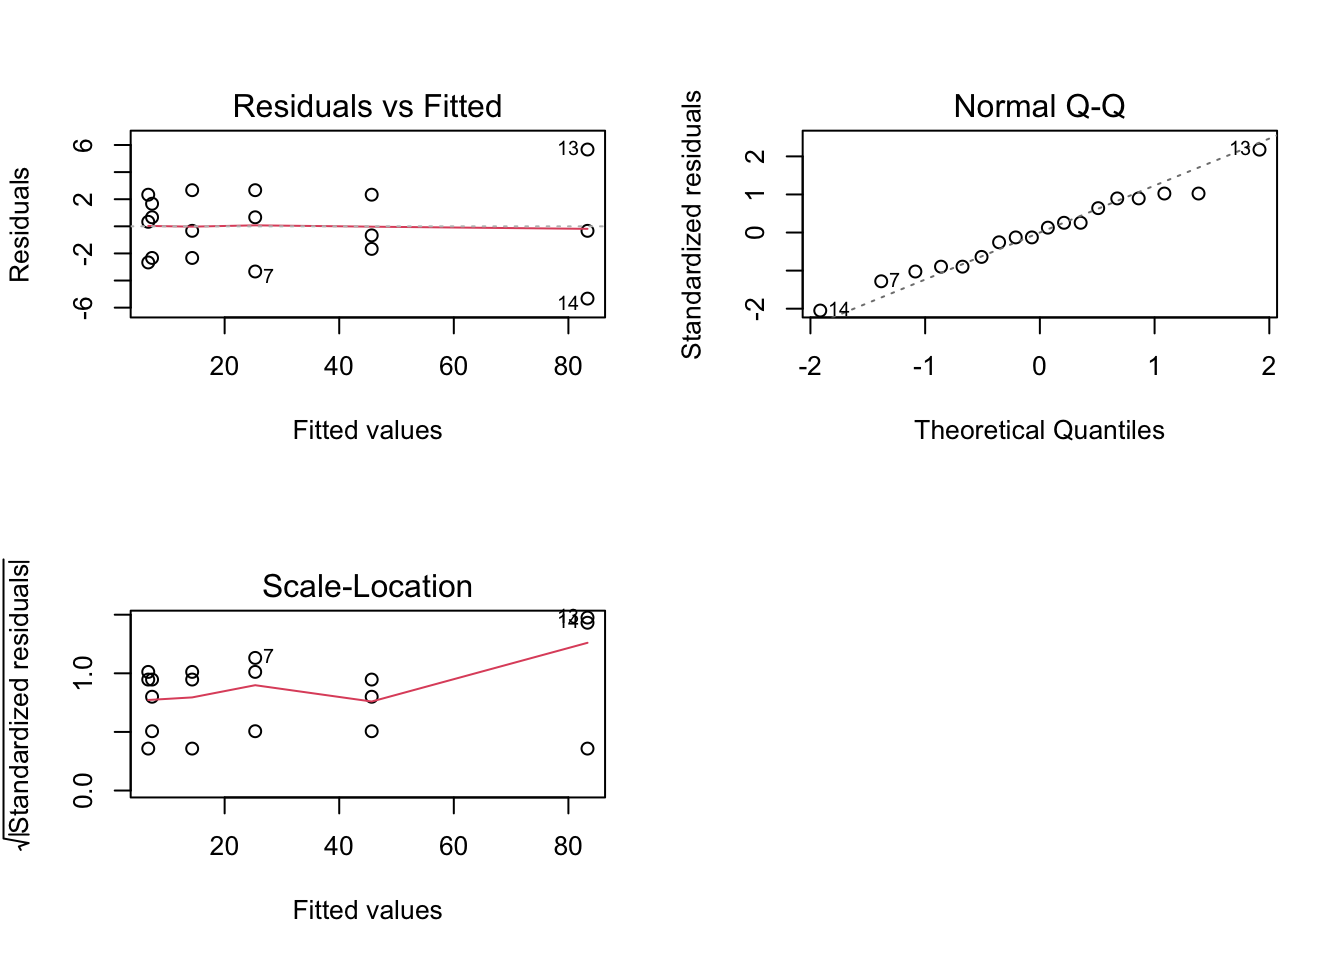 Residuals vs Fitted
Residuals
6
2
-2
-6
13
7
14
20 40 60 80
Fitted values
Normal Q-Q
Standardized residuals
2
1
0
-2
13
7
14
-2 -1 0 1 2
Theoretical Quantiles
Scale-Location
√|Standardized residuals|
1.0
0.0
13
14
7
20 40 60 80
Fitted values